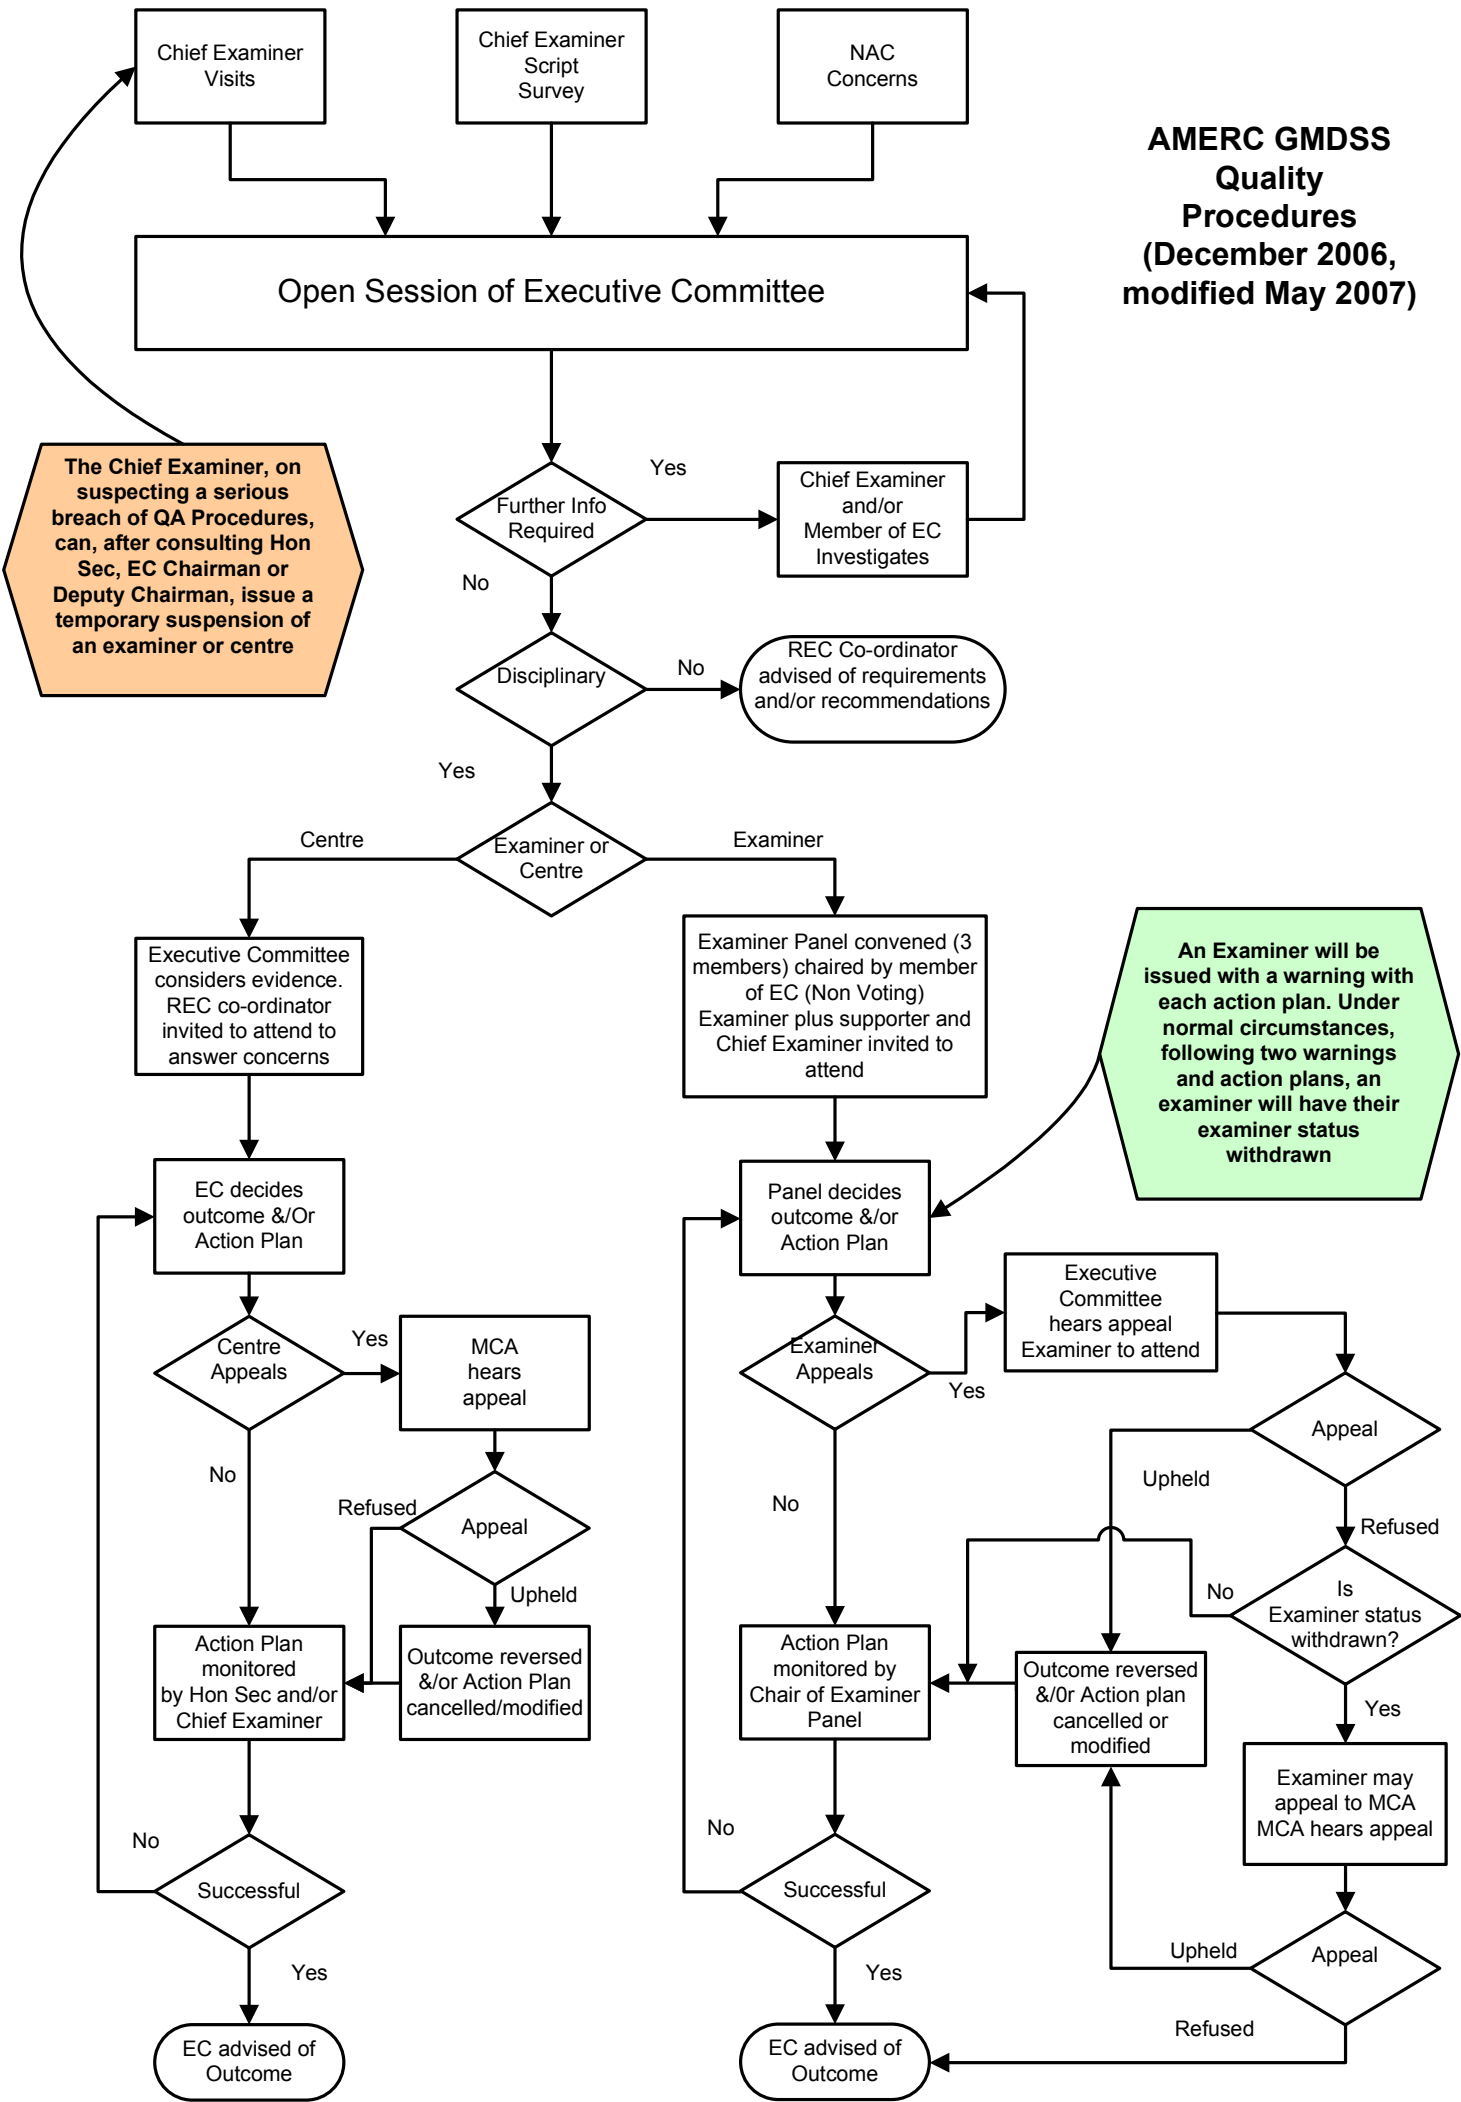 Chief Examiner
Visits
Chief Examiner
Script
Survey
NAC
Concerns
AMERC GMDSS
Quality
Procedures
(December 2006,
modified May 2007)
Open Session of Executive Committee
The Chief Examiner, on
suspecting a serious
breach of QA Procedures,
can, after consulting Hon
Sec, EC Chairman or
Deputy Chairman, issue a
temporary suspension of
an examiner or centre
Further Info
Required
Yes
Chief Examiner
and/or
Member of EC
Investigates
No
Disciplinary
No
REC Co-ordinator
advised of requirements
and/or recommendations
Yes
Examiner or
Centre
Centre
Examiner
Executive Committee
considers evidence.
REC co-ordinator
invited to attend to
answer concerns
Examiner Panel convened (3
members) chaired by member
of EC (Non Voting)
Examiner plus supporter and
Chief Examiner invited to
attend
An Examiner will be
issued with a warning with
each action plan. Under
normal circumstances,
following two warnings
and action plans, an
examiner will have their
examiner status
withdrawn
EC decides
outcome &/Or
Action Plan
Panel decides
outcome &/or
Action Plan
Executive
Committee
hears appeal
Examiner to attend
Centre
Appeals
Yes
MCA
hears
appeal
Examiner
Appeals
Yes
Appeal
No
Refused
Appeal
No
Upheld
Refused
Upheld
No
Is
Examiner status
withdrawn?
Action Plan
monitored
by Hon Sec and/or
Chief Examiner
Outcome reversed
&/or Action Plan
cancelled/modified
Action Plan
monitored by
Chair of Examiner
Panel
Outcome reversed
&/0r Action plan
cancelled or
modified
Yes
Examiner may
appeal to MCA
MCA hears appeal
No
Successful
No
Successful
Upheld
Appeal
Yes
Yes
Refused
EC advised of
Outcome
EC advised of
Outcome